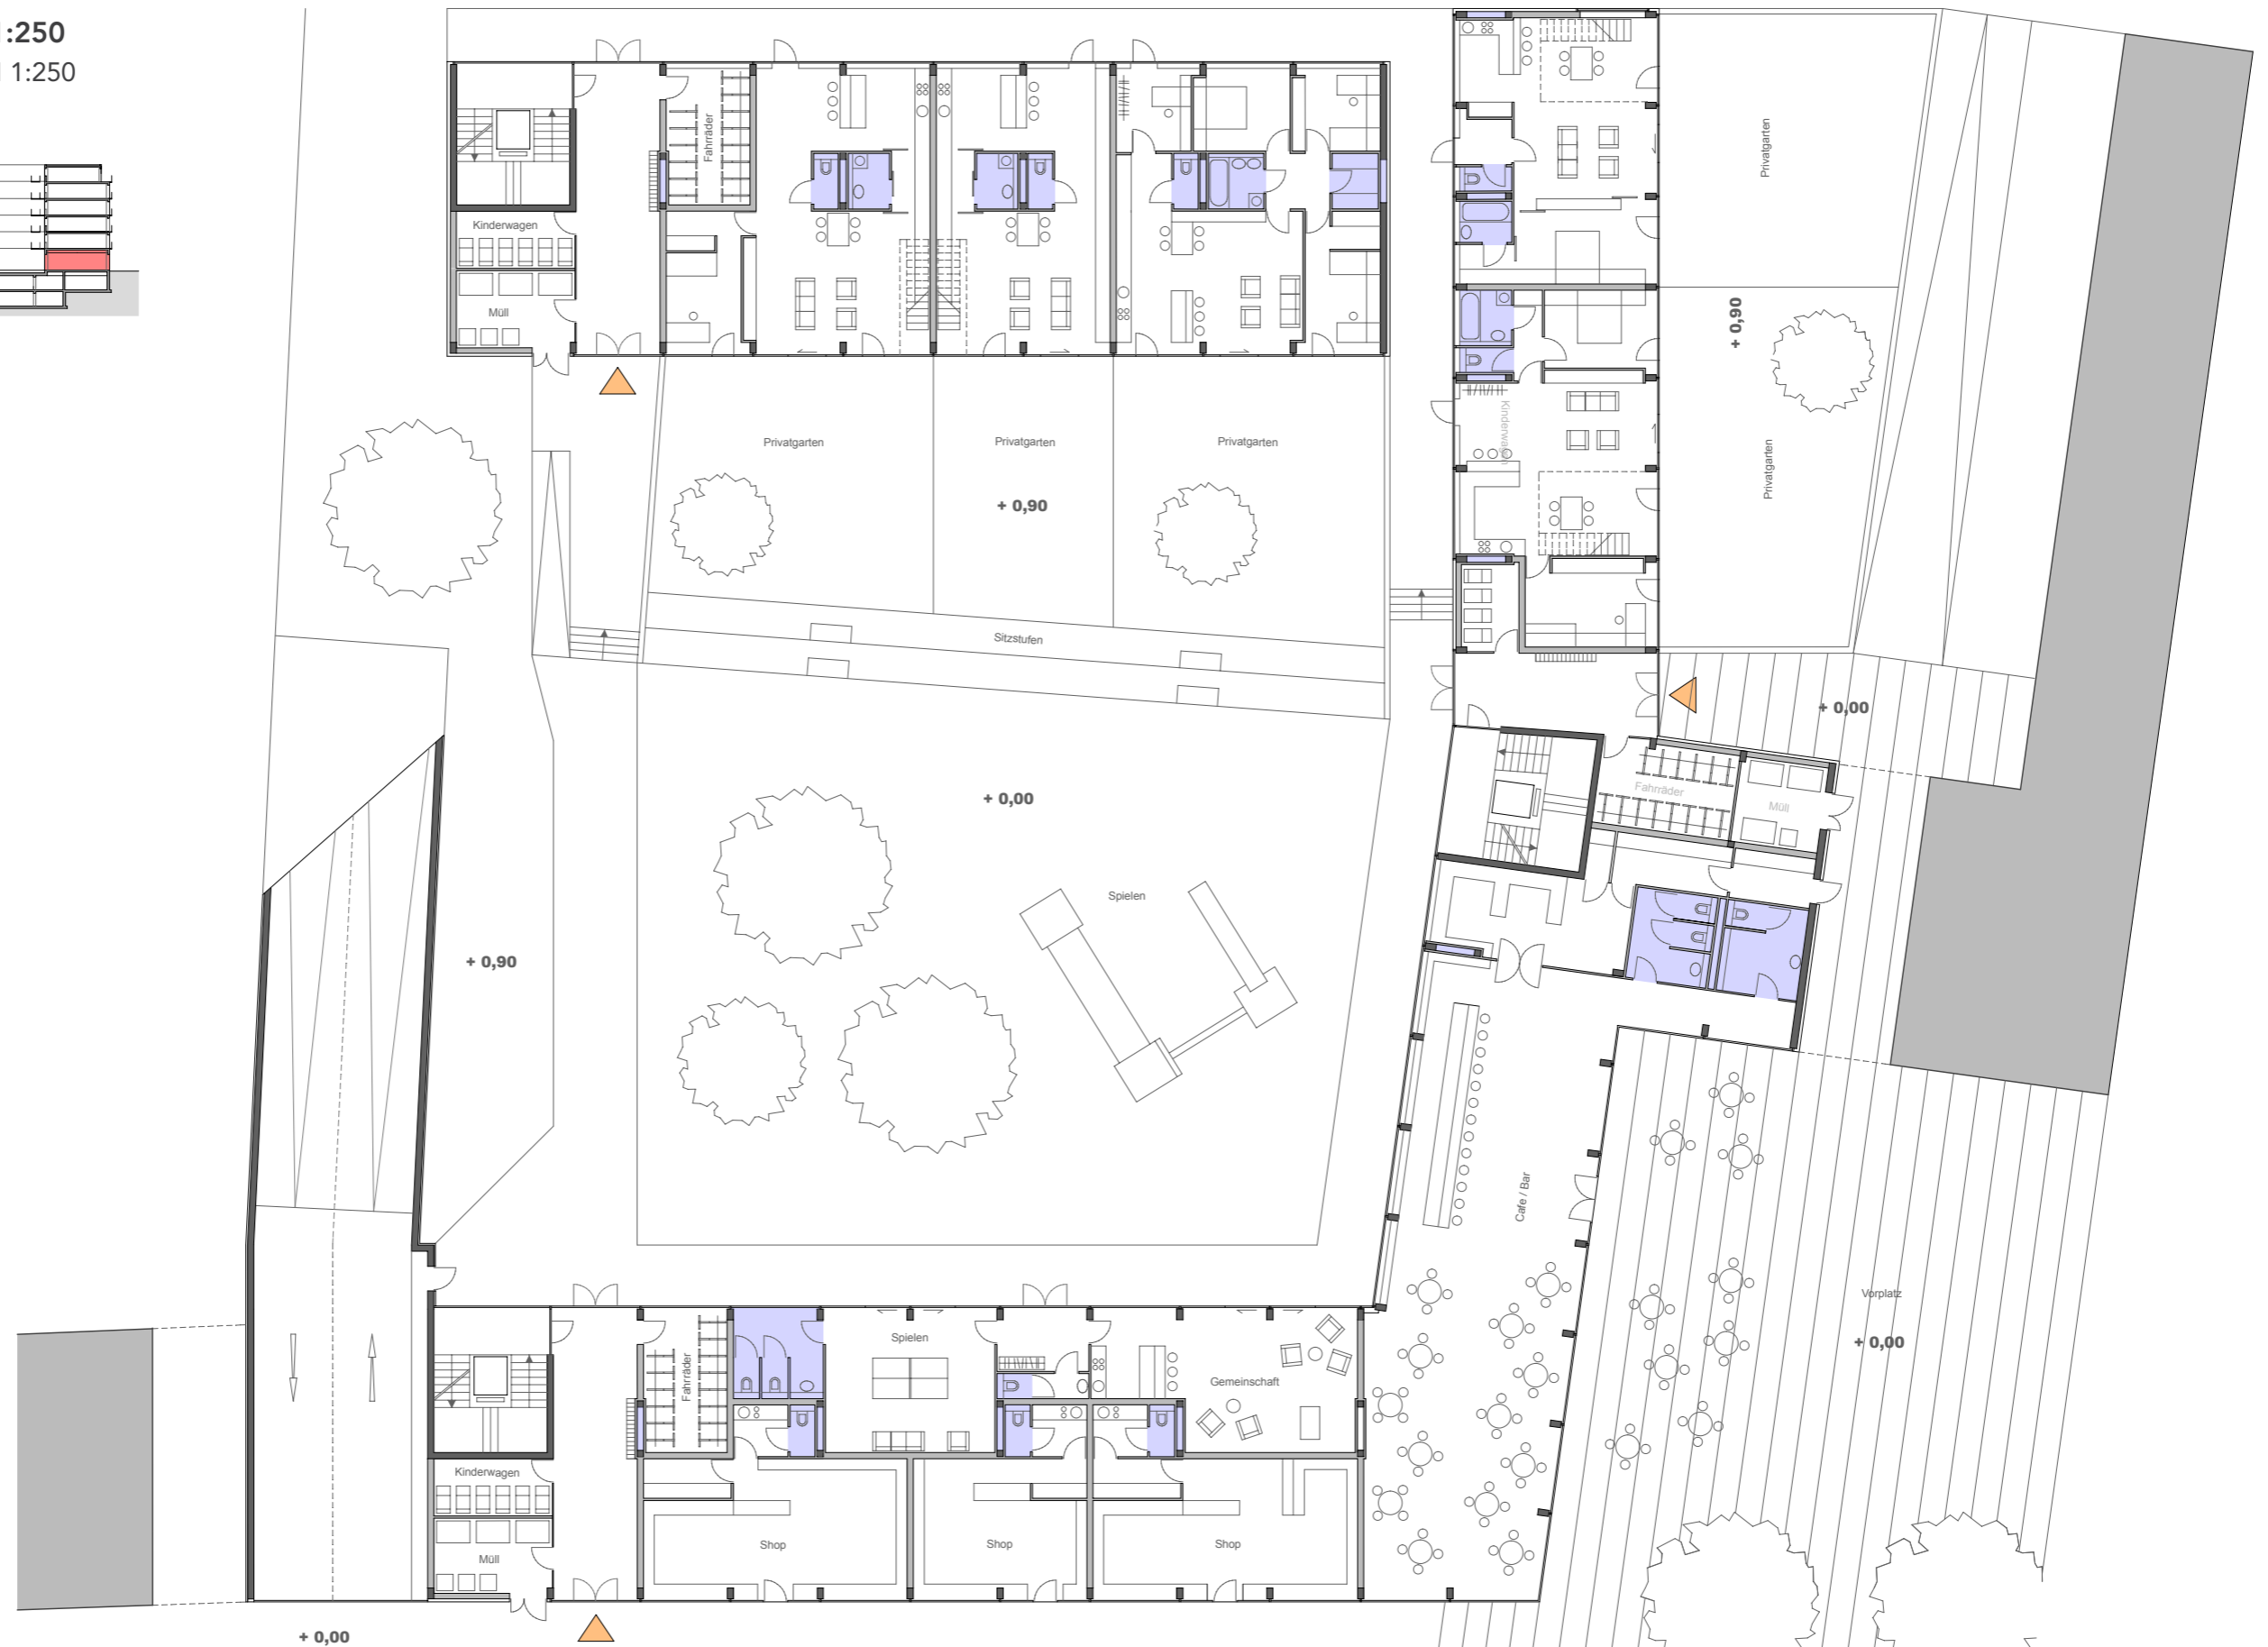 :250
1:250
Fahrräder
Kinderwagen
Müll
Privatgarten
+ 0,90
Privatgarten
Privatgarten
Privatgarten
Privatgarten
+ 0,90
Kinderwagen
Sitzstufen
+ 0,00
+ 0,00
Fahrräder
Müll
Spielen
+ 0,90
Cafe / Bar
Vorplatz
+ 0,00
Spielen
Fahrräder
Gemeinschaft
Kinderwagen
Müll
Shop
Shop
Shop
+ 0,00